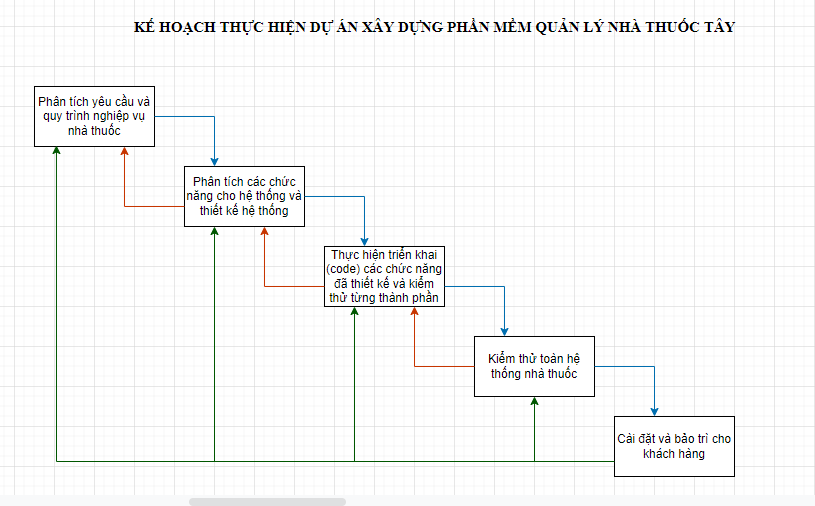 KẾ HOẠCH THỰC HIỆN DỰ ÁN XÂY DỰNG PHẦN MỀM QUẢN LÝ NHÀ THUỐC TÂY
Phân tích yêu cầu và
quy trình nghiệp vụ
nhà thuốc
Phân tích các chức
năng cho hệ thống và
thiết kế hệ thống
Thực hiện triển khai
(code) các chức năng
đã thiết kế và kiểm
thử từng thành phần
Kiểm thử toàn hệ
thống nhà thuốc
Cài đặt và bảo trì cho
khách hàng